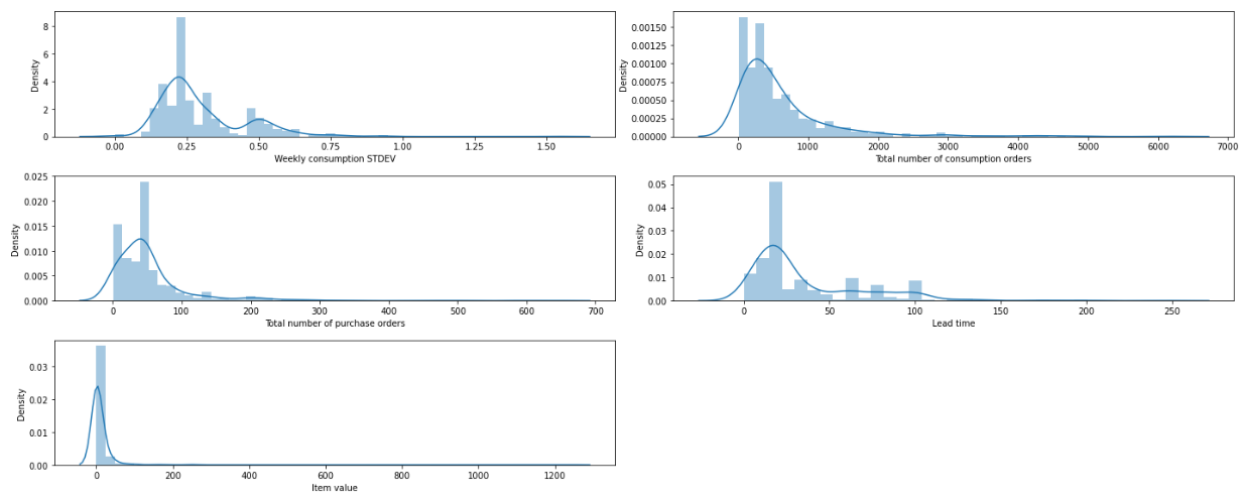 Density
8
6
4
2
0
0.00 0.25 0.50 0.75 1.00 1.25 1.50
Weekly consumption STDEV
Density
0.00150
0.00125
0.00100
0.00075
0.00050
0.00025
0.00000
0 1000 2000 3000 4000 5000 6000 7000
Total number of consumption orders
Density
0.025
0.020
0.015
0.010
0.005
0.000
0 100 200 300 400 500 600 700
Total number of purchase orders
Density
0.05
0.04
0.03
0.02
0.01
0.00
0 50 100 150 200 250
Lead time
Density
0.03
0.02
0.01
0.00
0 200 400 600 800 1000 1200
Item value